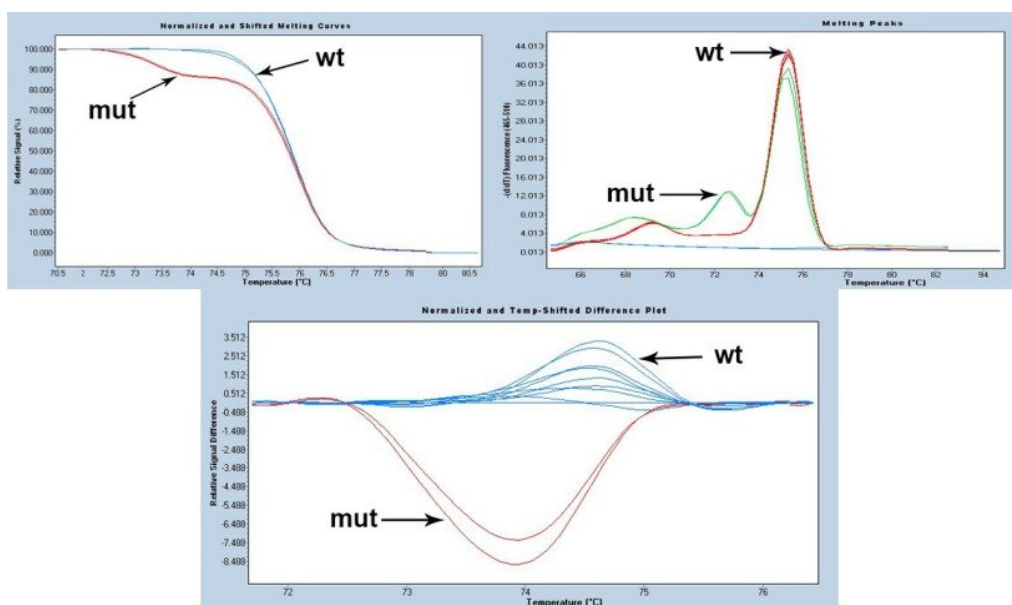 Normalized and Shifted Melting Curves
Relative Signal (%)
100.000
90.000
80.000
70.000
60.000
50.000
40.000
30.000
20.000
10.000
0.000
wt
mut
70.5 2 72.5 73 73.5 74 74.5 75 75.5 76 76.5 77 77.5 78 80 80.5
Temperature (°C)
Melting Peaks
-(d/dT) Fluorescence (465-510)
44.013
40.013
36.013
32.013
28.013
24.013
20.013
16.013
12.013
8.013
4.013
0.013
wt
mut
66 68 70 72 74 76 78 80 82 94
Temperature (°C)
Normalized and Temp-Shifted Difference Plot
Relative Signal Difference
3.512
2.512
1.512
0.512
-0.488
-1.488
-2.488
-3.488
-4.488
-5.488
-6.488
-7.488
-8.488
wt
mut
72 73 74 75 76
Temperature (°C)